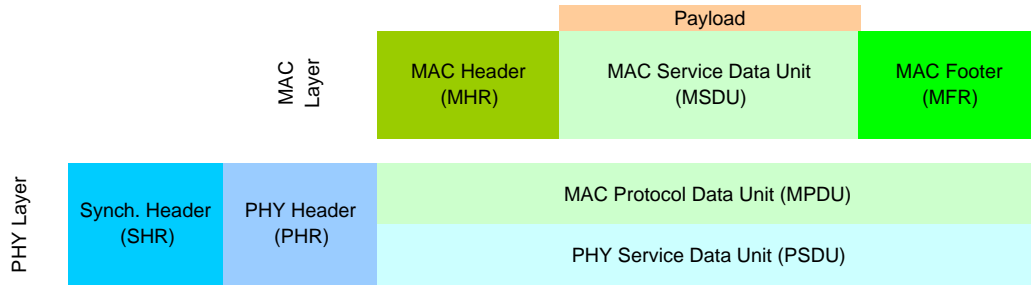 Payload
MAC
Layer
MAC Header
(MHR)
MAC Service Data Unit
(MSDU)
MAC Footer
(MFR)
PHY Layer
Synch. Header
(SHR)
PHY Header
(PHR)
MAC Protocol Data Unit (MPDU)
PHY Service Data Unit (PSDU)